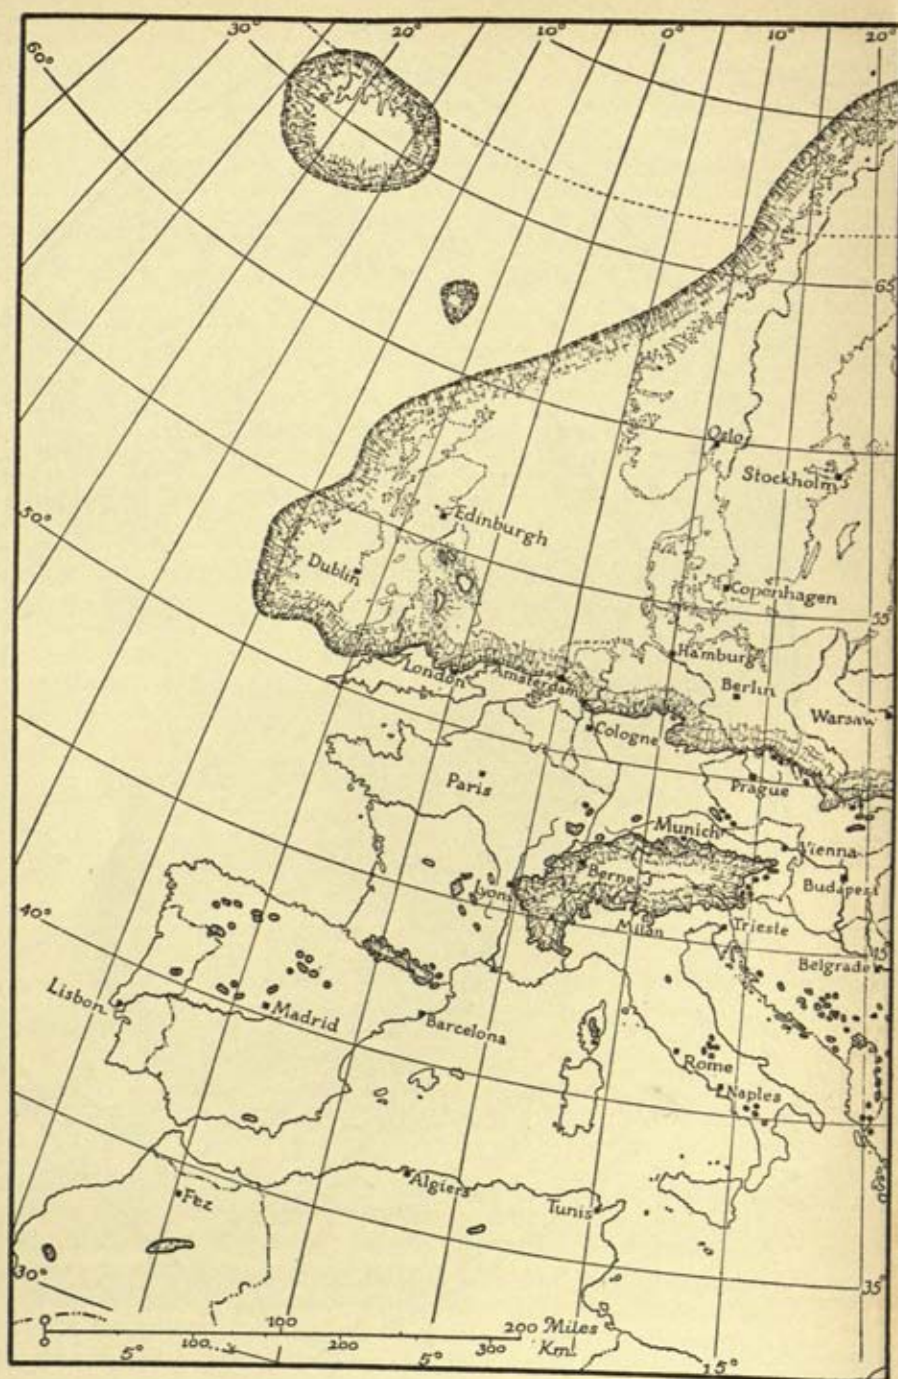 30° 20° 10° 0° 10° 20°
60°
65°
Oslo
Stockholm
50°
Edinburgh
Dublin
Copenhagen
55°
Hamburg
London
Amsterdam
Berlin
Warsaw
Cologne
Paris
Prague
Munich
Vienna
Berne
Lyons
Budapest
40°
Milan
Trieste
45°
Belgrade
Lisbon
Madrid
Barcelona
Rome
Naples
Algiers
Fez
Tunis
30°
35°
0 100 200 Miles
0 100 200 300 Km.
5° 5° 15°